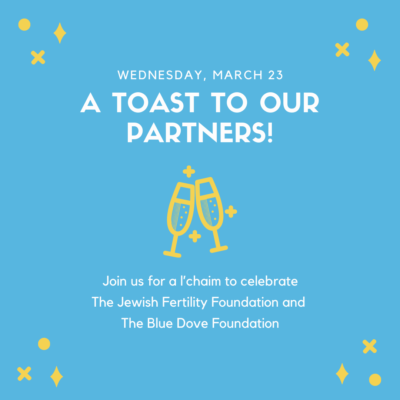 WEDNESDAY, MARCH 23
A TOAST TO OUR
PARTNERS!
Join us for a l'chaim to celebrate
The Jewish Fertility Foundation and
The Blue Dove Foundation